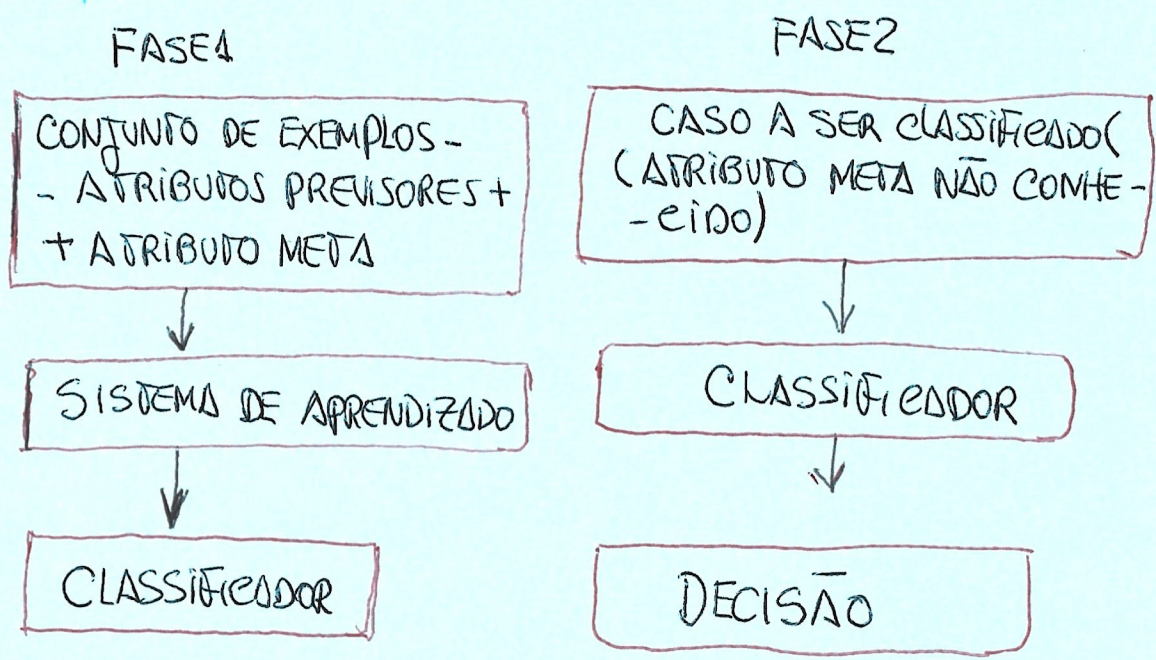 FASE1
CONJUNTO DE EXEMPLOS -
- ATRIBUTOS PREVISORES +
+ ATRIBUTO META
SISTEMA DE APRENDIZADO
CLASSIFICADOR
FASE2
CASO A SER CLASSIFICADO(
(ATRIBUTO META NÃO CONHE-
-CIDO)
CLASSIFICADOR
DECISÃO